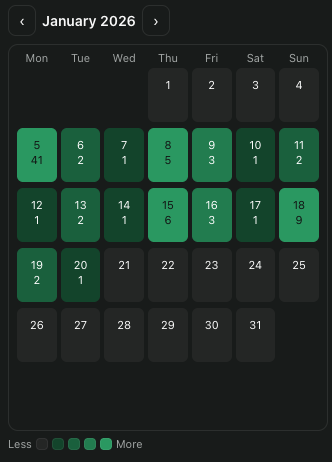 ‹ January 2026 ›
Mon Tue Wed Thu Fri Sat Sun
1 2 3 4
5 6 7 8 9 10 11
41 2 1 5 3 1 2
12 13 14 15 16 17 18
1 2 1 6 3 1 9
19 20 21 22 23 24 25
2 1
26 27 28 29 30 31
Less More